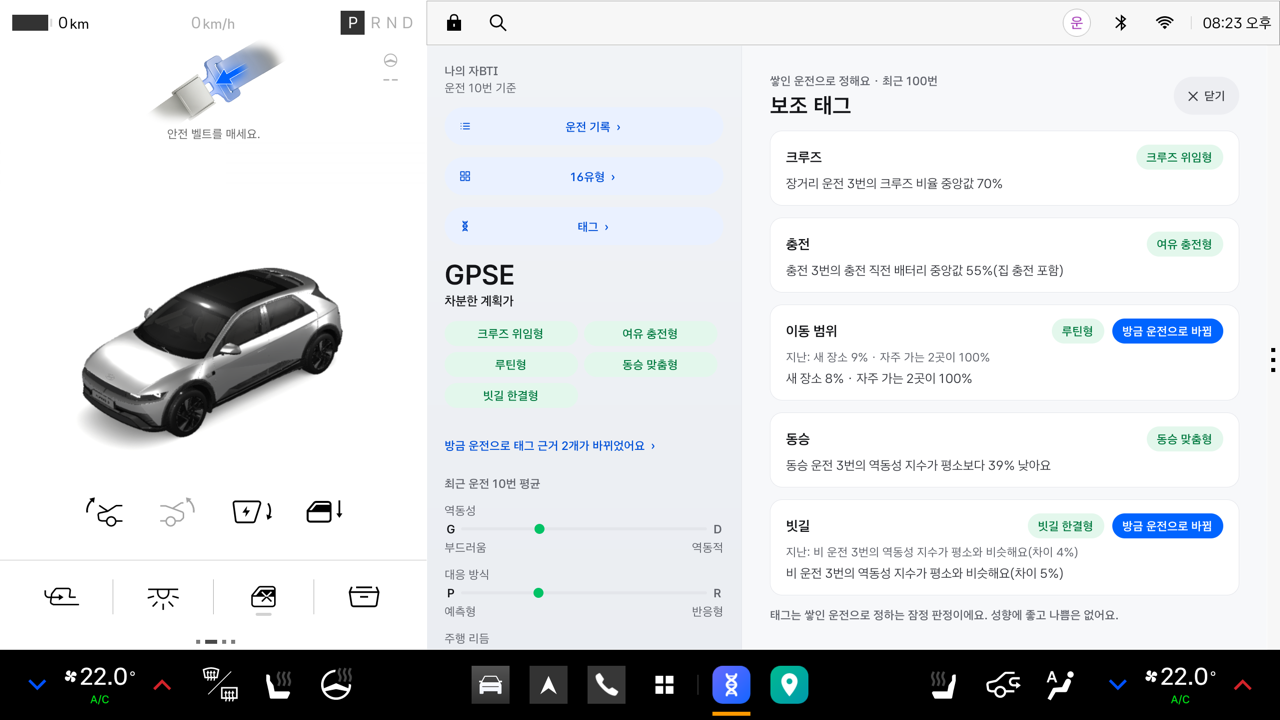 0 km
0 km/h
P R N D
운
08:23 오후
안전 벨트를 매세요.
나의 자BTI
운전 10번 기준
운전 기록 ›
16유형 ›
태그 ›
GPSE
차분한 계획가
크루즈 위임형
여유 충전형
루틴형
동승 맞춤형
빗길 한결형
방금 운전으로 태그 근거 2개가 바뀌었어요 ›
최근 운전 10번 평균
역동성
G
D
부드러움
역동적
대응 방식
P
R
예측형
반응형
주행 리듬
쌓인 운전으로 정해요 · 최근 100번
보조 태그
닫기
크루즈
크루즈 위임형
장거리 운전 3번의 크루즈 비율 중앙값 70%
충전
여유 충전형
충전 3번의 충전 직전 배터리 중앙값 55%(집 충전 포함)
이동 범위
루틴형
방금 운전으로 바뀜
지난: 새 장소 9% · 자주 가는 2곳이 100%
새 장소 8% · 자주 가는 2곳이 100%
동승
동승 맞춤형
동승 운전 3번의 역동성 지수가 평소보다 39% 낮아요
빗길
빗길 한결형
방금 운전으로 바뀜
지난: 비 운전 3번의 역동성 지수가 평소와 비슷해요(차이 4%)
비 운전 3번의 역동성 지수가 평소와 비슷해요(차이 5%)
태그는 쌓인 운전으로 정하는 잠정 판정이에요. 성향에 좋고 나쁨은 없어요.
22.0°
A/C
A
22.0°
A/C